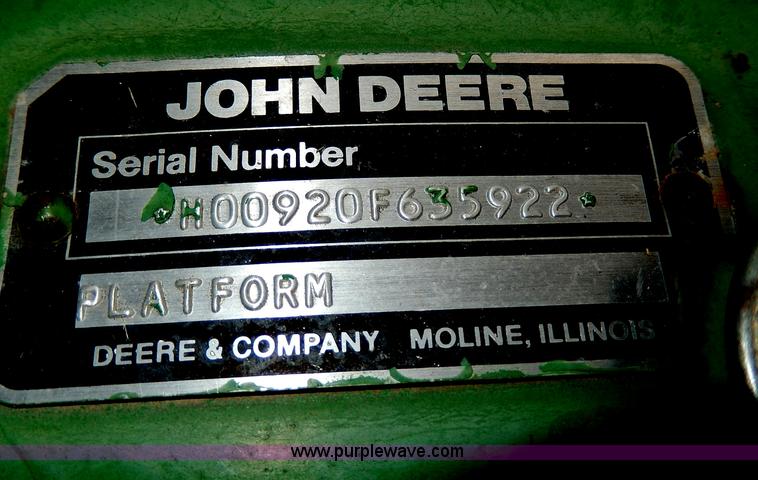 JOHN DEERE
Serial Number
*H00920F635922*
PLATFORM
DEERE & COMPANY MOLINE, ILLINOIS
www.purplewave.com